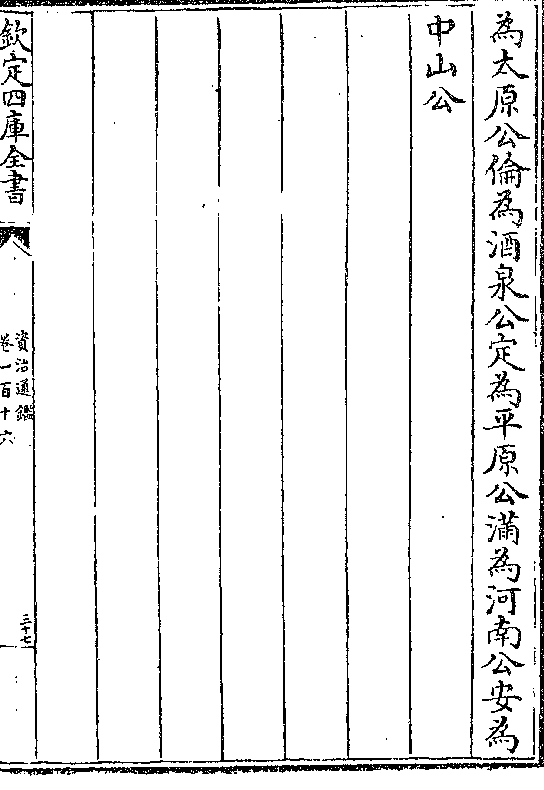 為太原公倫為酒泉公定為平原公滿為河南公安為
中山公
欽定四庫全書
資治通鑑
卷一百十六
三十七